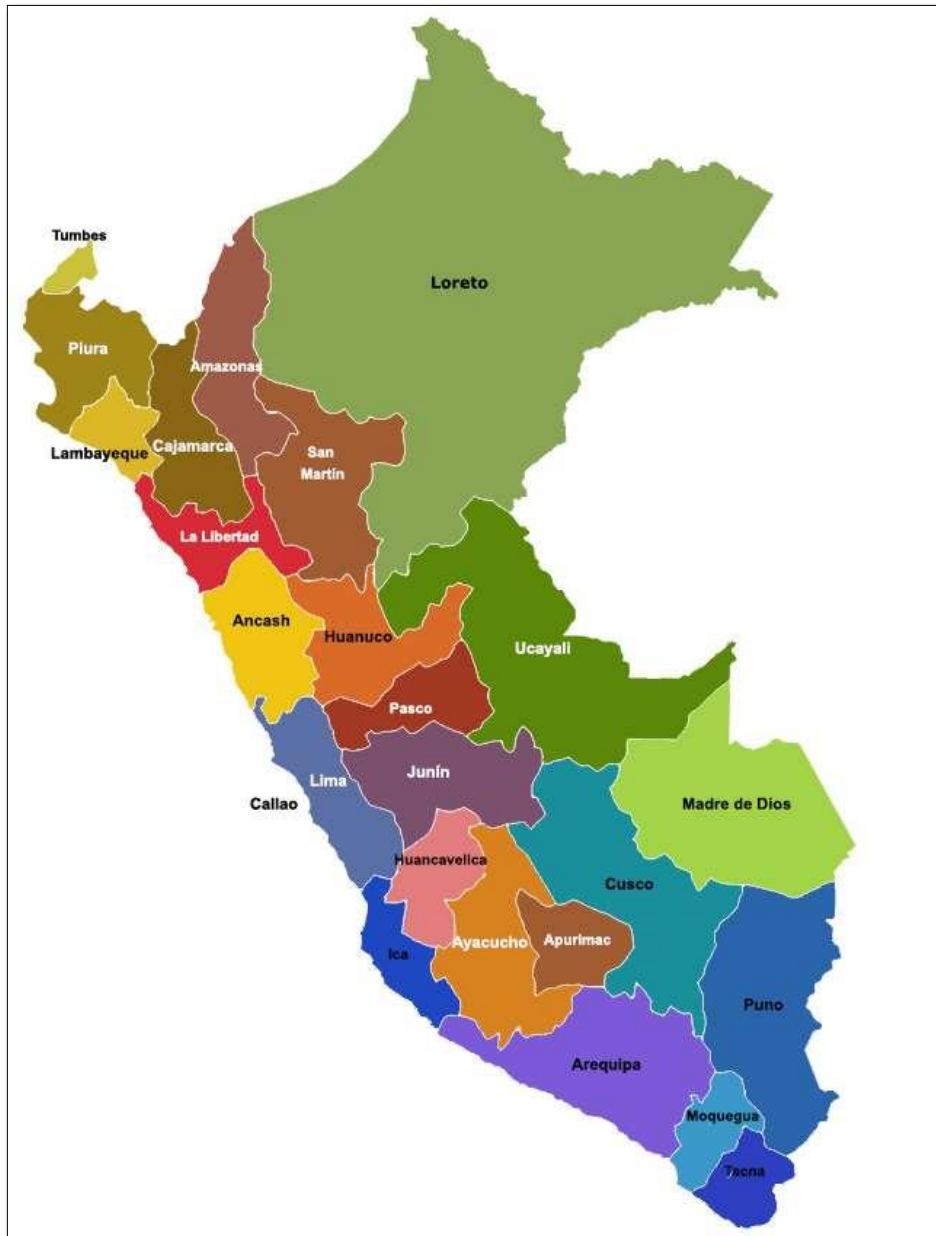 Tumbes
Loreto
Piura
Amazonas
Cajamarca
Lambayeque
San
Martín
La Libertad
Ancash
Huanuco
Ucayali
Pasco
Junín
Lima
Callao
Madre de Dios
Huancavelica
Cusco
Ayacucho
Apurimac
Ica
Puno
Arequipa
Moquegua
Tacna